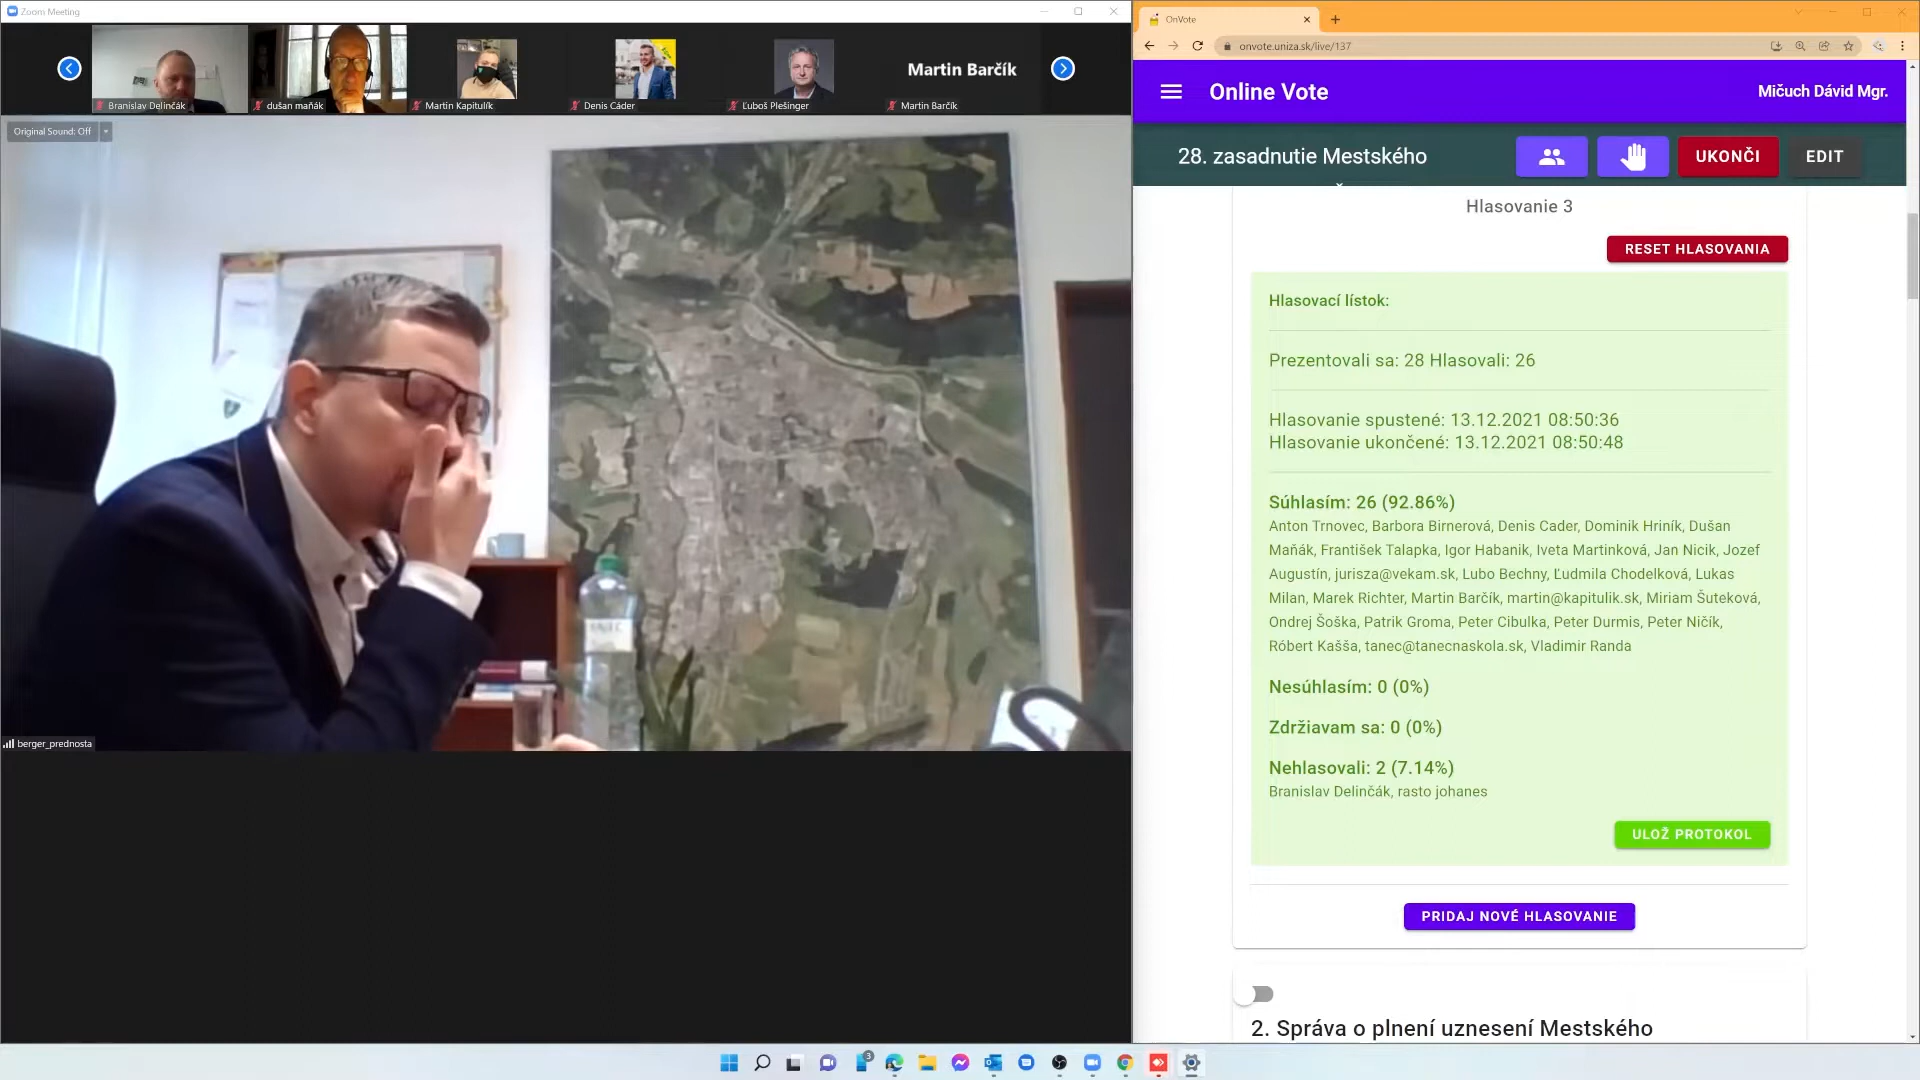 Zoom Meeting
Branislav Delinčák
dušan maňák
Martin Kapitulík
Denis Cáder
Ľuboš Plešinger
Martin Barčík
Martin Barčík
Original Sound: Off
berger_prednosta
OnVote
onvote.uniza.sk/live/137
Online Vote
Mičuch Dávid Mgr.
28. zasadnutie Mestského
UKONČI
EDIT
Hlasovanie 3
RESET HLASOVANIA
Hlasovací lístok:
Prezentovali sa: 28 Hlasovali: 26
Hlasovanie spustené: 13.12.2021 08:50:36
Hlasovanie ukončené: 13.12.2021 08:50:48
Súhlasím: 26 (92.86%)
Anton Trnovec, Barbora Birnerová, Denis Cader, Dominik Hriník, Dušan
Maňák, František Talapka, Igor Habanik, Iveta Martinková, Jan Nicik, Jozef
Augustín, jurisza@vekam.sk, Lubo Bechny, Ľudmila Chodelková, Lukas
Milan, Marek Richter, Martin Barčík, martin@kapitulik.sk, Miriam Šuteková,
Ondrej Šoška, Patrik Groma, Peter Cibulka, Peter Durmis, Peter Ničík,
Róbert Kašša, tanec@tanecnaskola.sk, Vladimir Randa
Nesúhlasím: 0 (0%)
Zdržiavam sa: 0 (0%)
Nehlasovali: 2 (7.14%)
Branislav Delinčák, rasto johanes
ULOŽ PROTOKOL
PRIDAJ NOVÉ HLASOVANIE
2. Správa o plnení uznesení Mestského
3